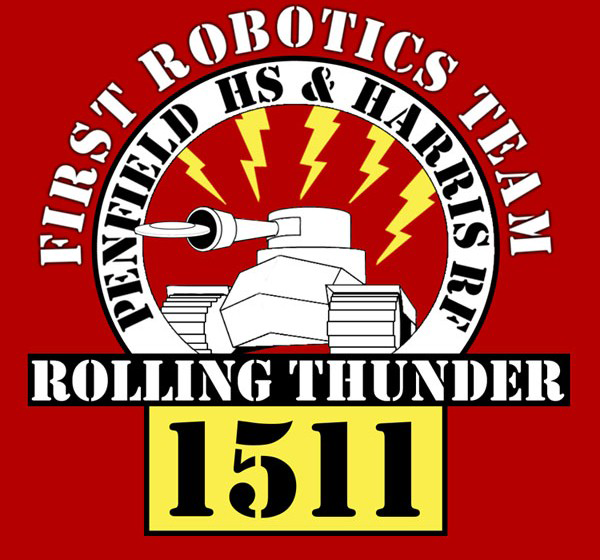 FIRST ROBOTICS TEAM
PENFIELD HS & HARRIS RF
ROLLING THUNDER
1511